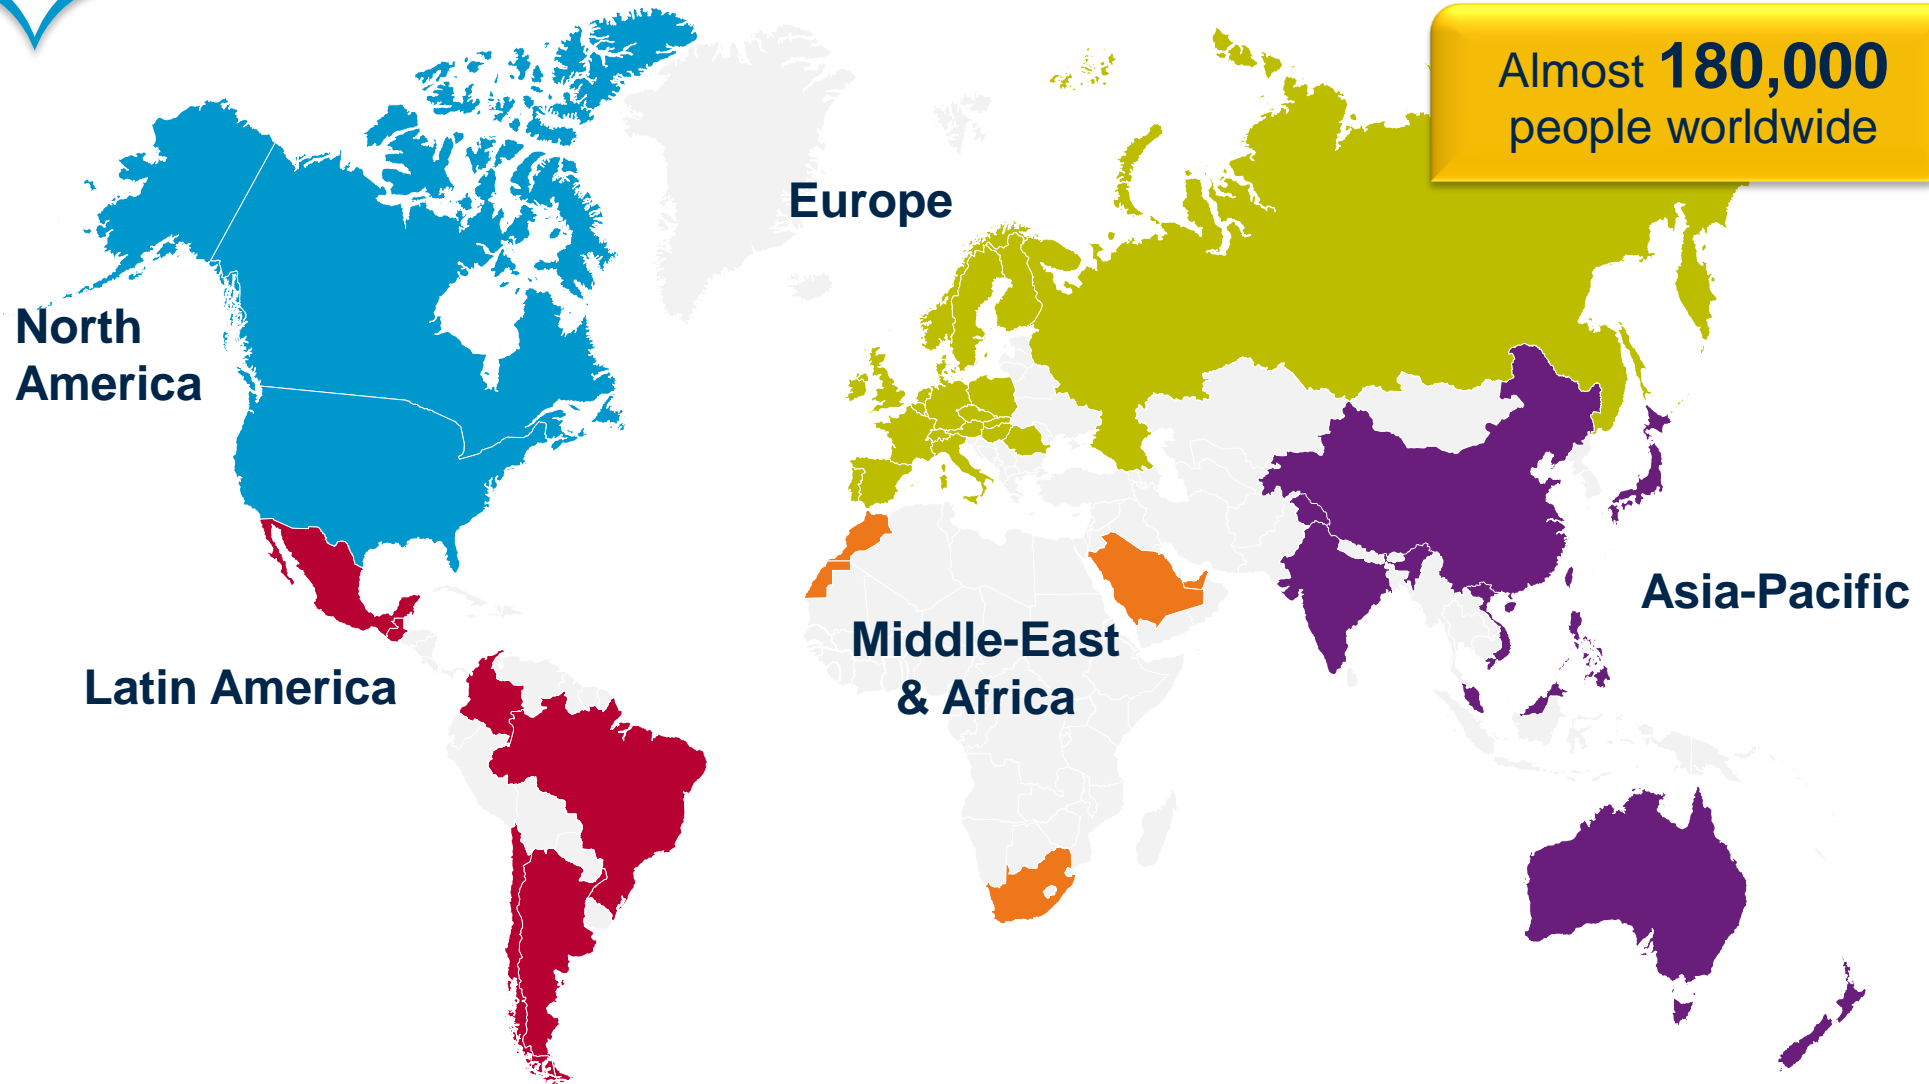 Almost 180,000
people worldwide
Europe
North
America
Asia-Pacific
Middle-East
& Africa
Latin America